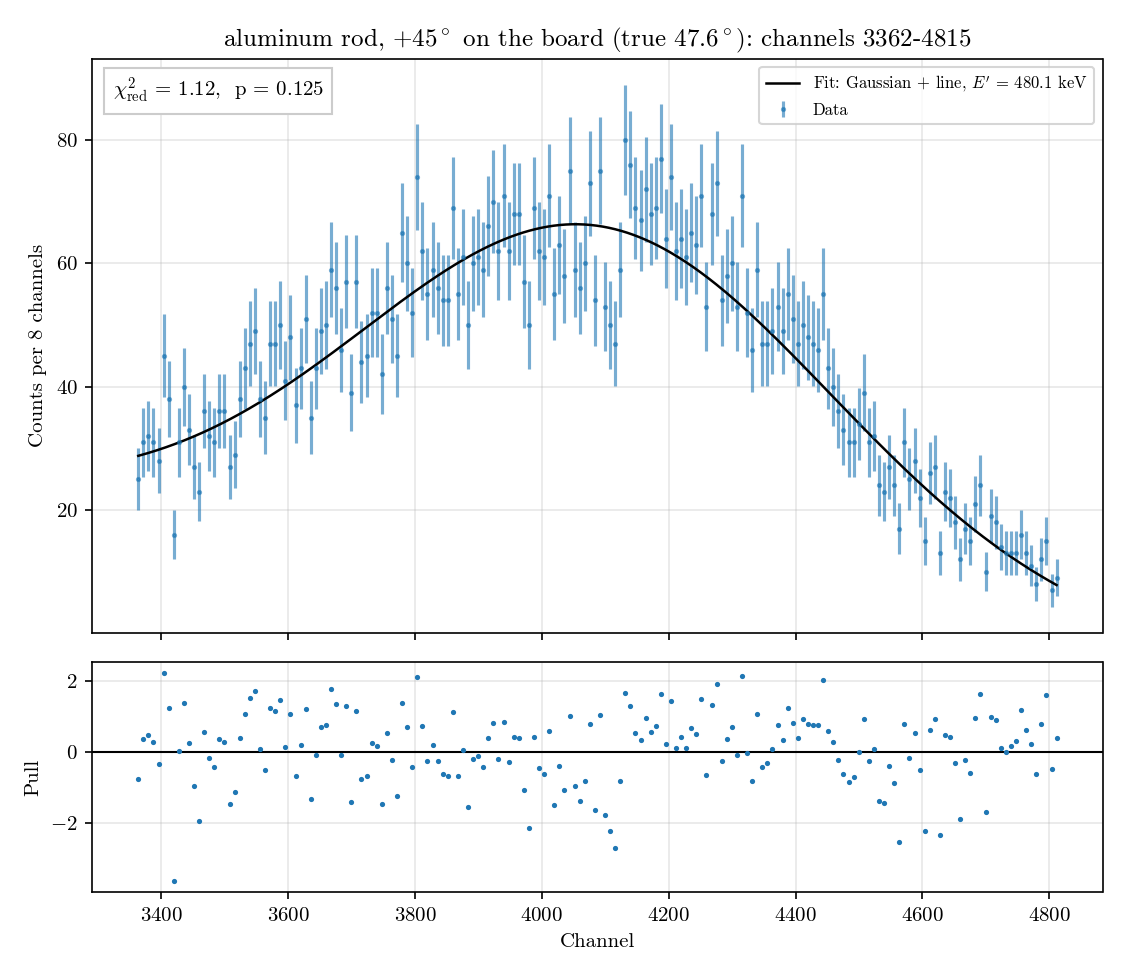 aluminum rod, +45° on the board (true 47.6°): channels 3362-4815
χ²red = 1.12, p = 0.125
Fit: Gaussian + line, E′ = 480.1 keV
Data
Counts per 8 channels
80
60
40
20
Pull
2
0
−2
3400 3600 3800 4000 4200 4400 4600 4800
Channel